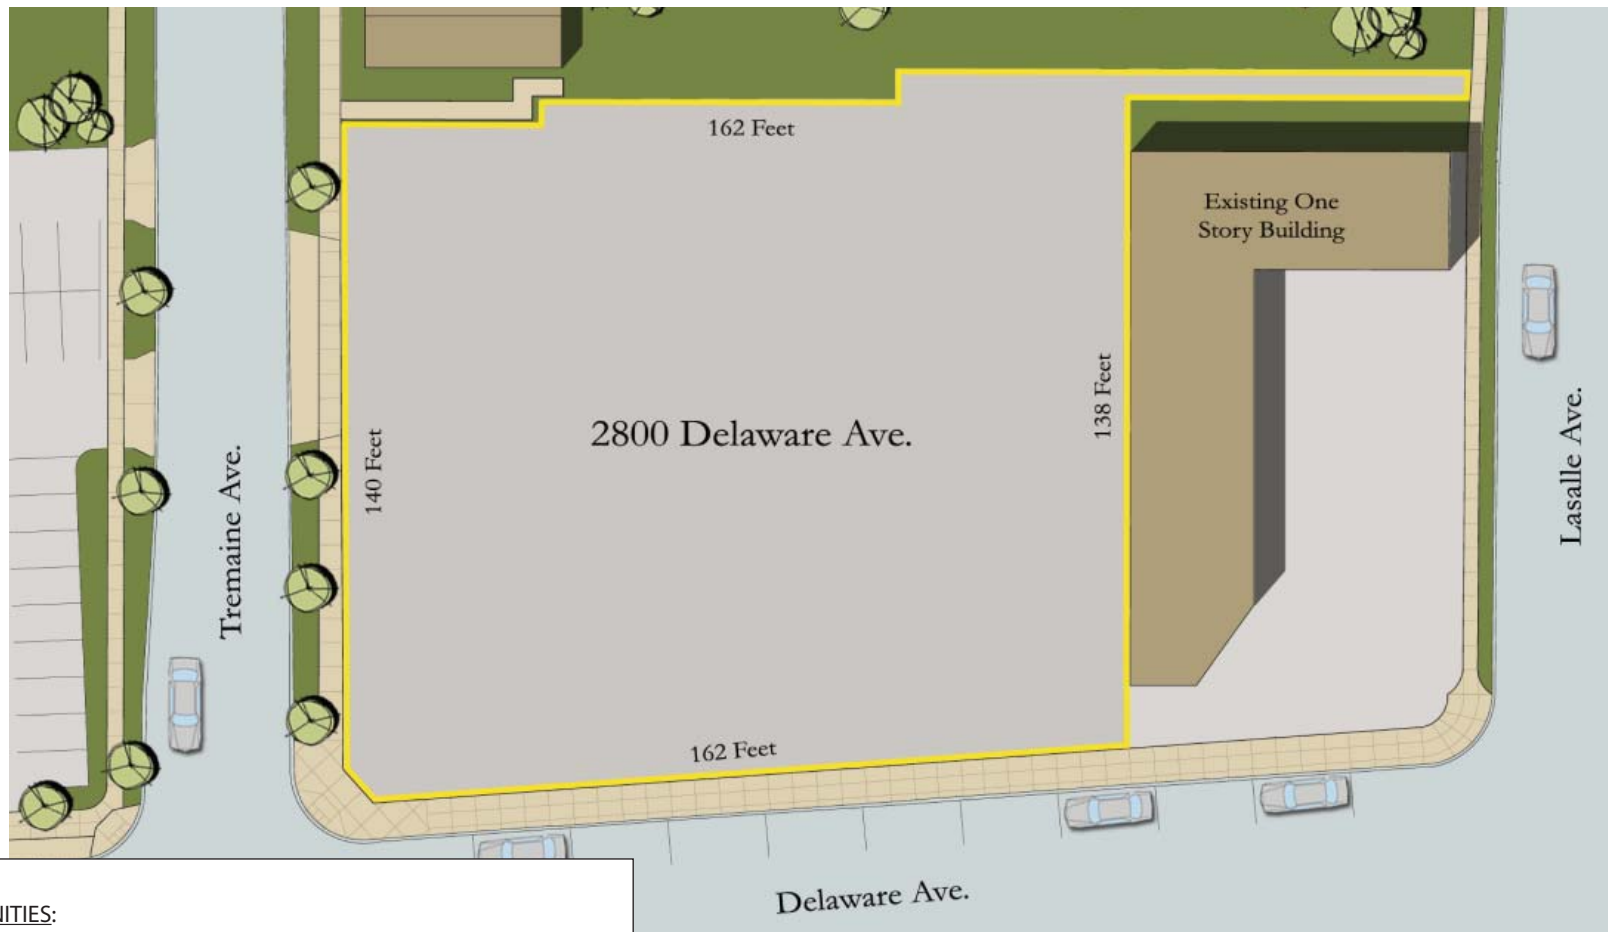 162 Feet
Existing One
Story Building
138 Feet
2800 Delaware Ave.
140 Feet
Tremaine Ave.
Lasalle Ave.
162 Feet
Delaware Ave.
NITIES: